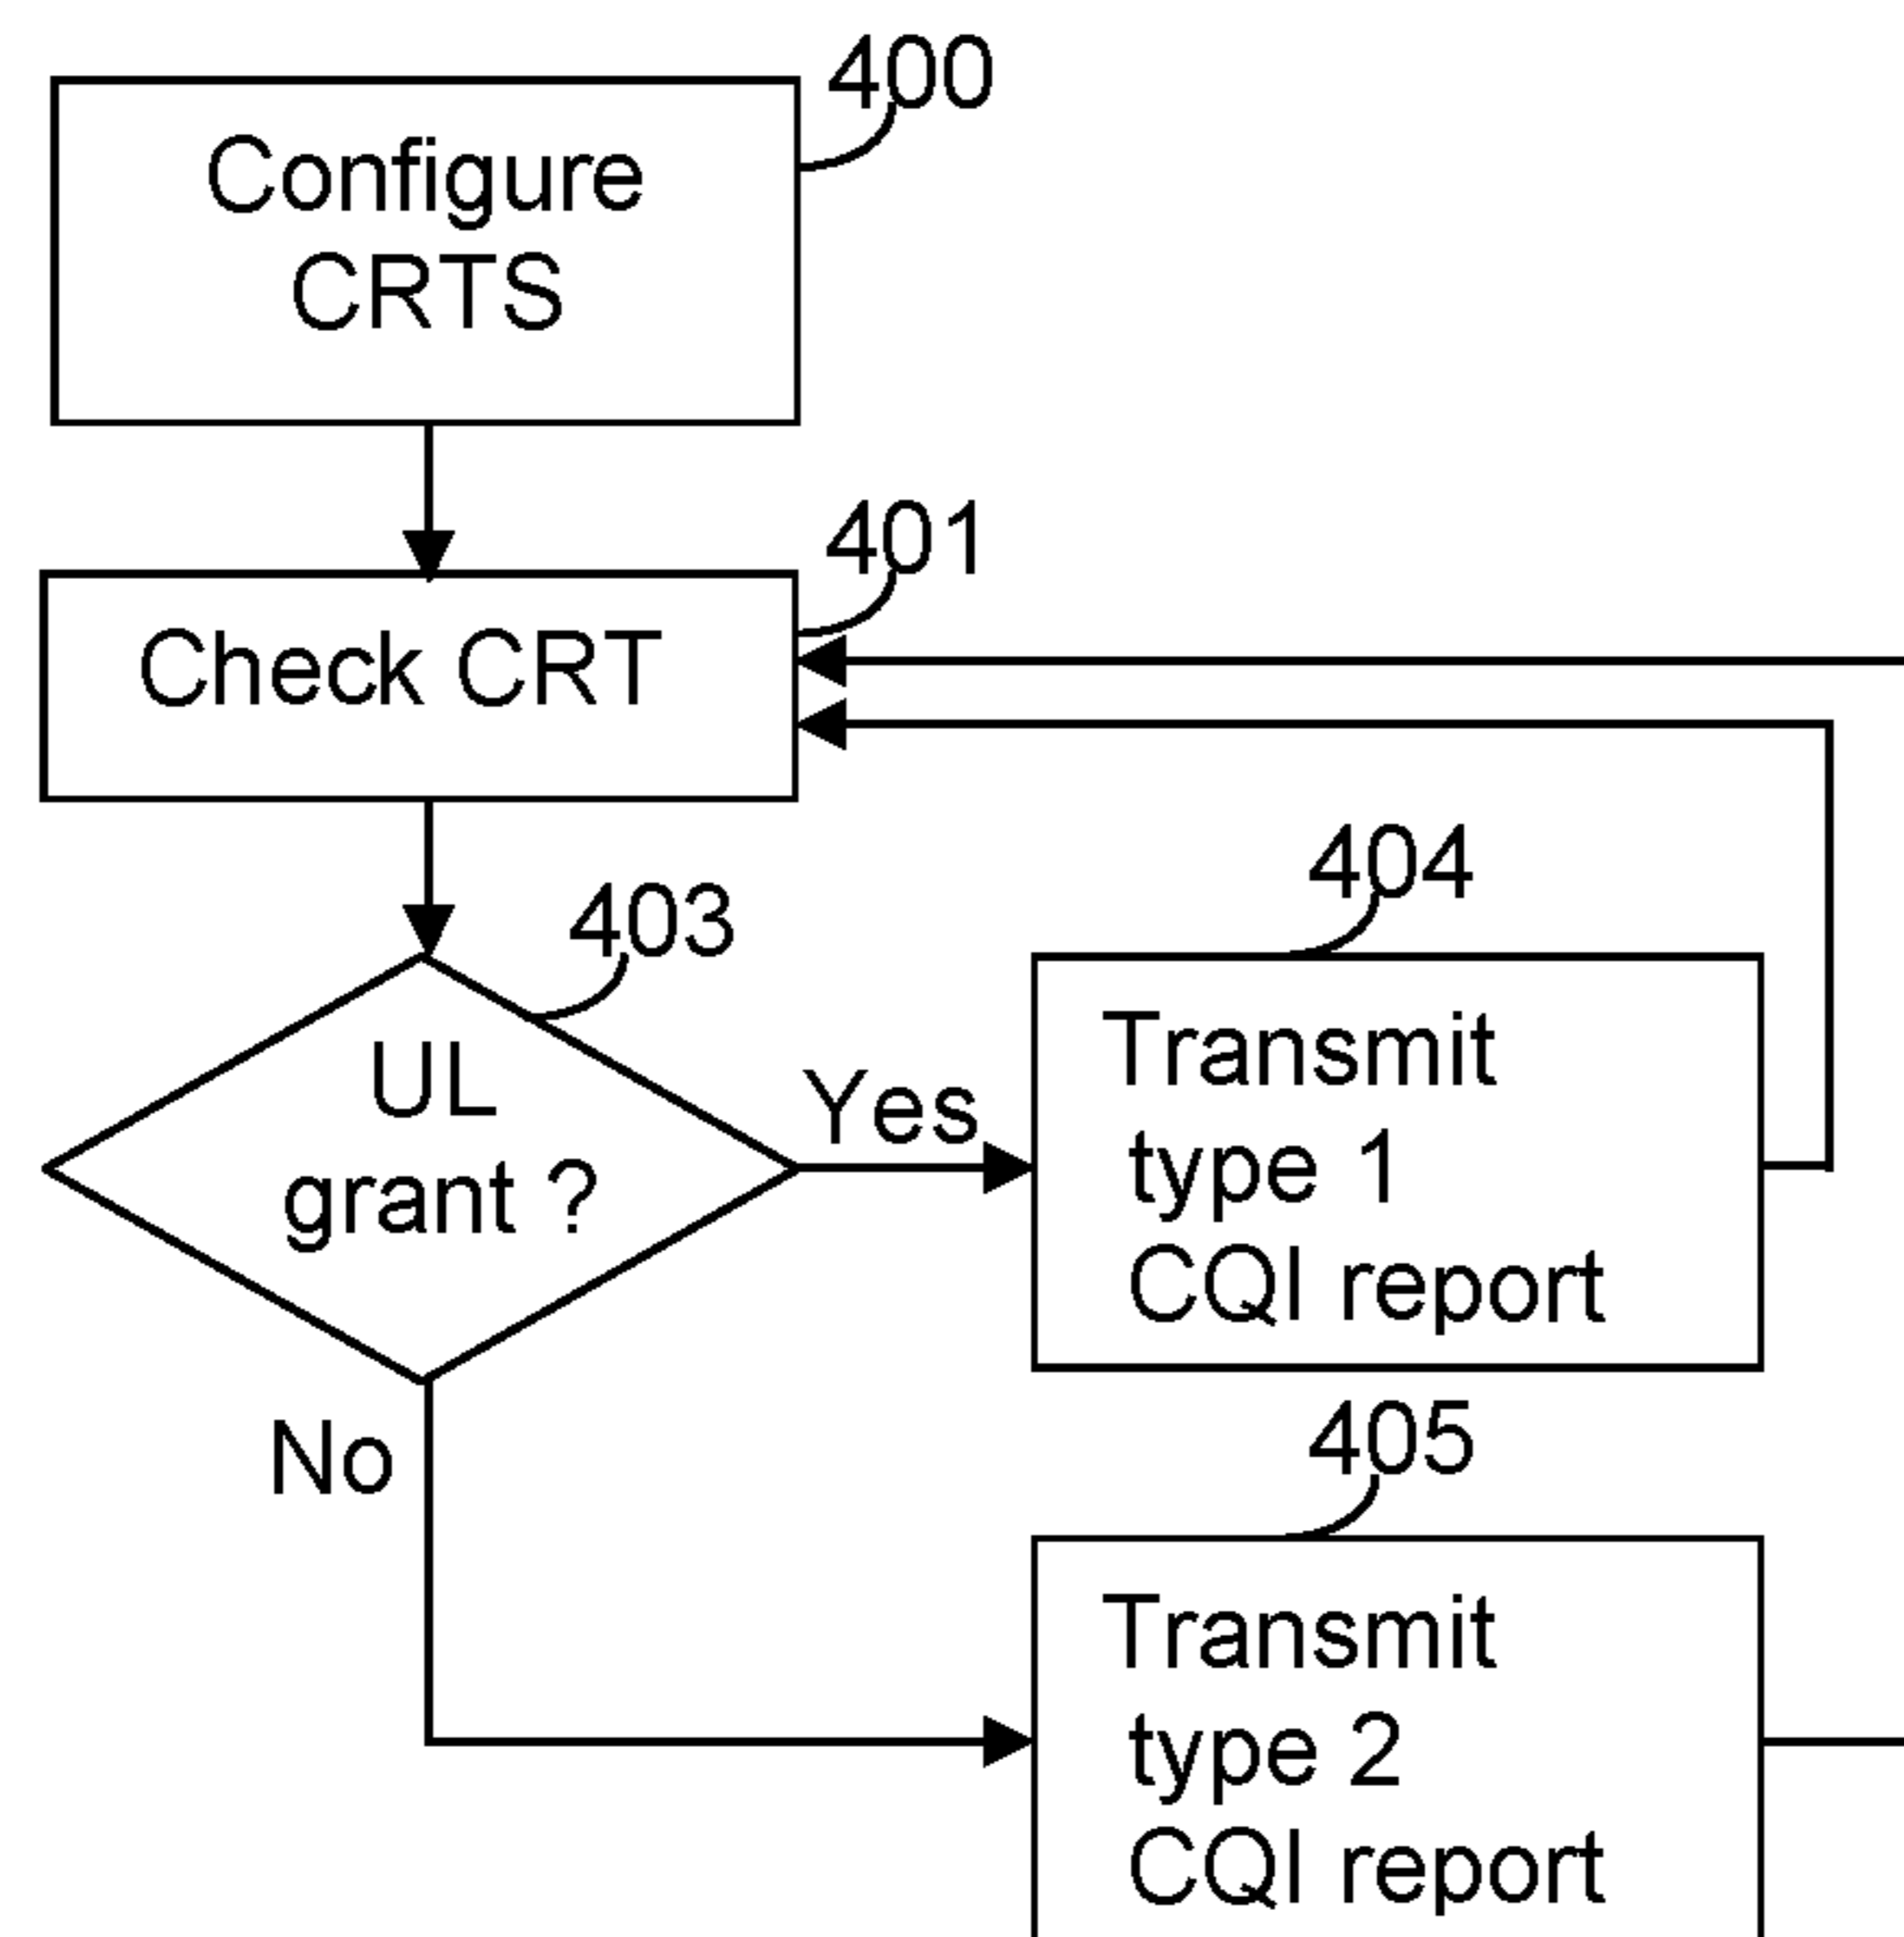 400
Configure
CRTS
401
Check CRT
403
UL
grant ?
Yes
404
Transmit
type 1
CQI report
No
405
Transmit
type 2
CQI report